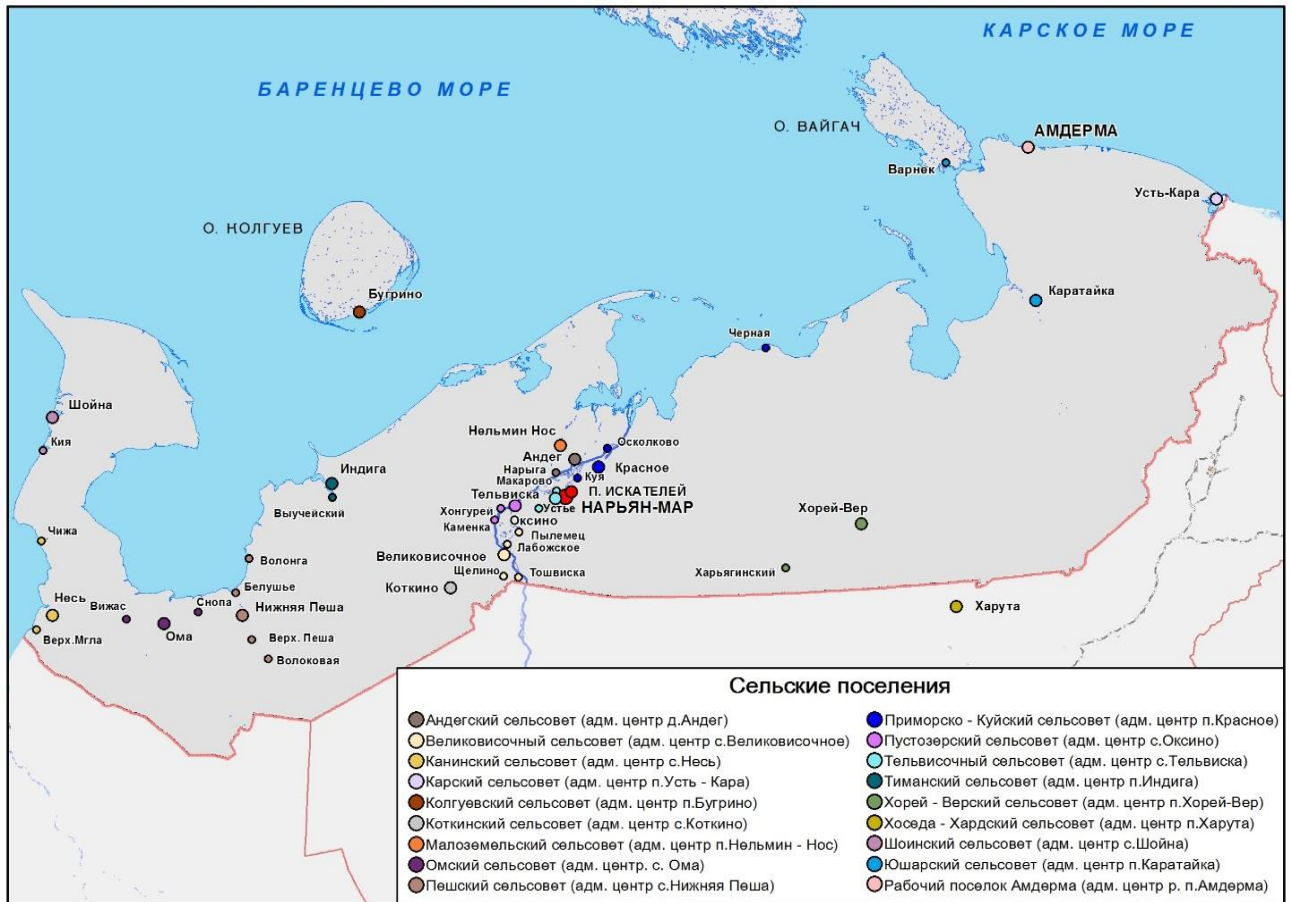 КАРСКОЕ МОРЕ
БАРЕНЦЕВО МОРЕ
О. ВАЙГАЧ
АМДЕРМА
Варнек
Усть-Кара
О. КОЛГУЕВ
Бугрино
Каратайка
Черная
Шойна
Кия
Нельмин Нос
Осколково
Андег
Красное
Индига
Нарыга
Куя
Макарово
П. ИСКАТЕЛЕЙ
Тельвиска
НАРЬЯН-МАР
Выучейский
Хонгурей
Устье
Хорей-Вер
Оксино
Каменка
Чижа
Пылемец
Лабожское
Великовисочное
Волонга
Харьягинский
Щелино
Тошвиска
Коткино
Белушье
Несь
Вижас
Снопа
Нижняя Пеша
Харута
Верх.Мгла
Ома
Верх. Пеша
Волоковая
Сельские поселения
Андегский сельсовет (адм. центр д.Андег)
Великовисочный сельсовет (адм. центр с.Великовисочное)
Канинский сельсовет (адм. центр с.Несь)
Карский сельсовет (адм. центр п.Усть - Кара)
Колгуевский сельсовет (адм. центр п.Бугрино)
Коткинский сельсовет (адм. центр с.Коткино)
Малоземельский сельсовет (адм. центр п.Нельмин - Нос)
Омский сельсовет (адм. центр. с. Ома)
Пешский сельсовет (адм. центр с.Нижняя Пеша)
Приморско - Куйский сельсовет (адм. центр п.Красное)
Пустозерский сельсовет (адм. центр с.Оксино)
Тельвисочный сельсовет (адм. центр с.Тельвиска)
Тиманский сельсовет (адм. центр п.Индига)
Хорей - Верский сельсовет (адм. центр п.Хорей-Вер)
Хоседа - Хардский сельсовет (адм. центр п.Харута)
Шоинский сельсовет (адм. центр с.Шойна)
Юшарский сельсовет (адм. центр п.Каратайка)
Рабочий поселок Амдерма (адм. центр р. п.Амдерма)